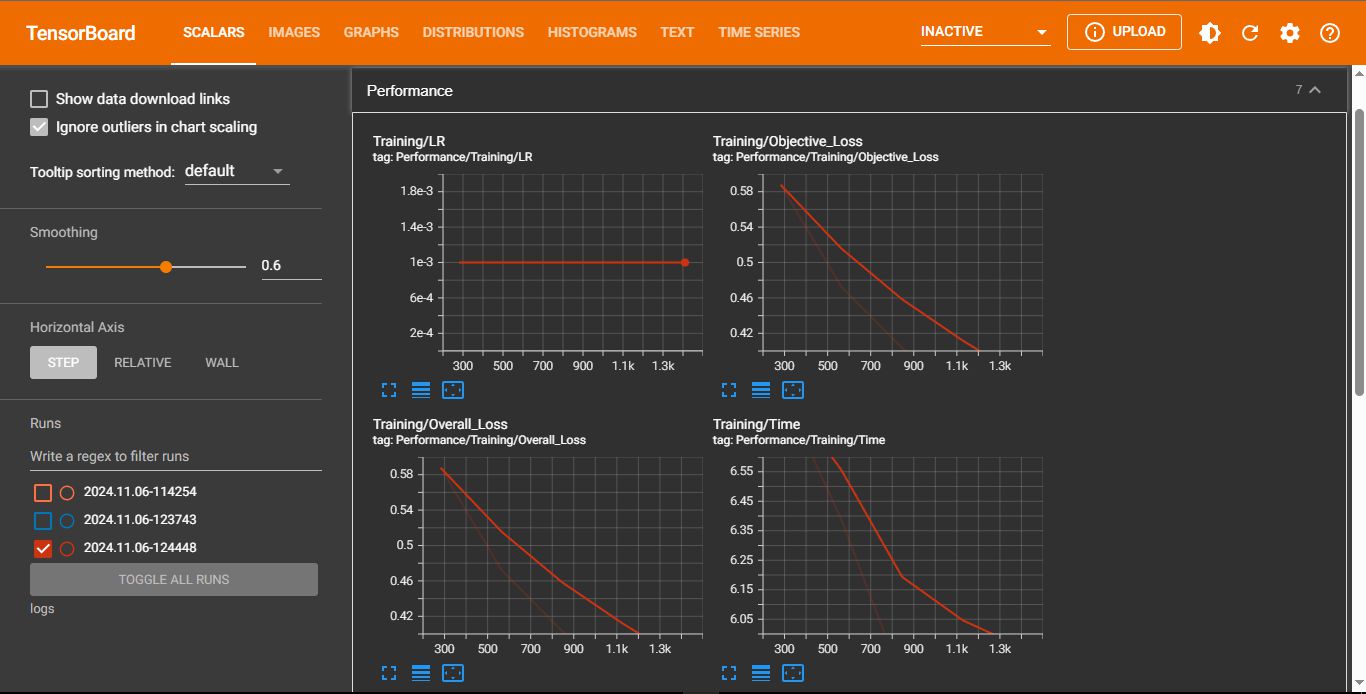 TensorBoard
SCALARS IMAGES GRAPHS DISTRIBUTIONS HISTOGRAMS TEXT TIME SERIES
INACTIVE
UPLOAD
Show data download links
Ignore outliers in chart scaling
Tooltip sorting method: default
Smoothing
0.6
Horizontal Axis
STEP RELATIVE WALL
Runs
Write a regex to filter runs
2024.11.06-114254
2024.11.06-123743
2024.11.06-124448
TOGGLE ALL RUNS
logs
Performance
7
Training/LR
tag: Performance/Training/LR
1.8e-3
1.4e-3
1e-3
6e-4
2e-4
300 500 700 900 1.1k 1.3k
Training/Objective_Loss
tag: Performance/Training/Objective_Loss
0.58
0.54
0.5
0.46
0.42
300 500 700 900 1.1k 1.3k
Training/Overall_Loss
tag: Performance/Training/Overall_Loss
0.58
0.54
0.5
0.46
0.42
300 500 700 900 1.1k 1.3k
Training/Time
tag: Performance/Training/Time
6.55
6.45
6.35
6.25
6.15
6.05
300 500 700 900 1.1k 1.3k